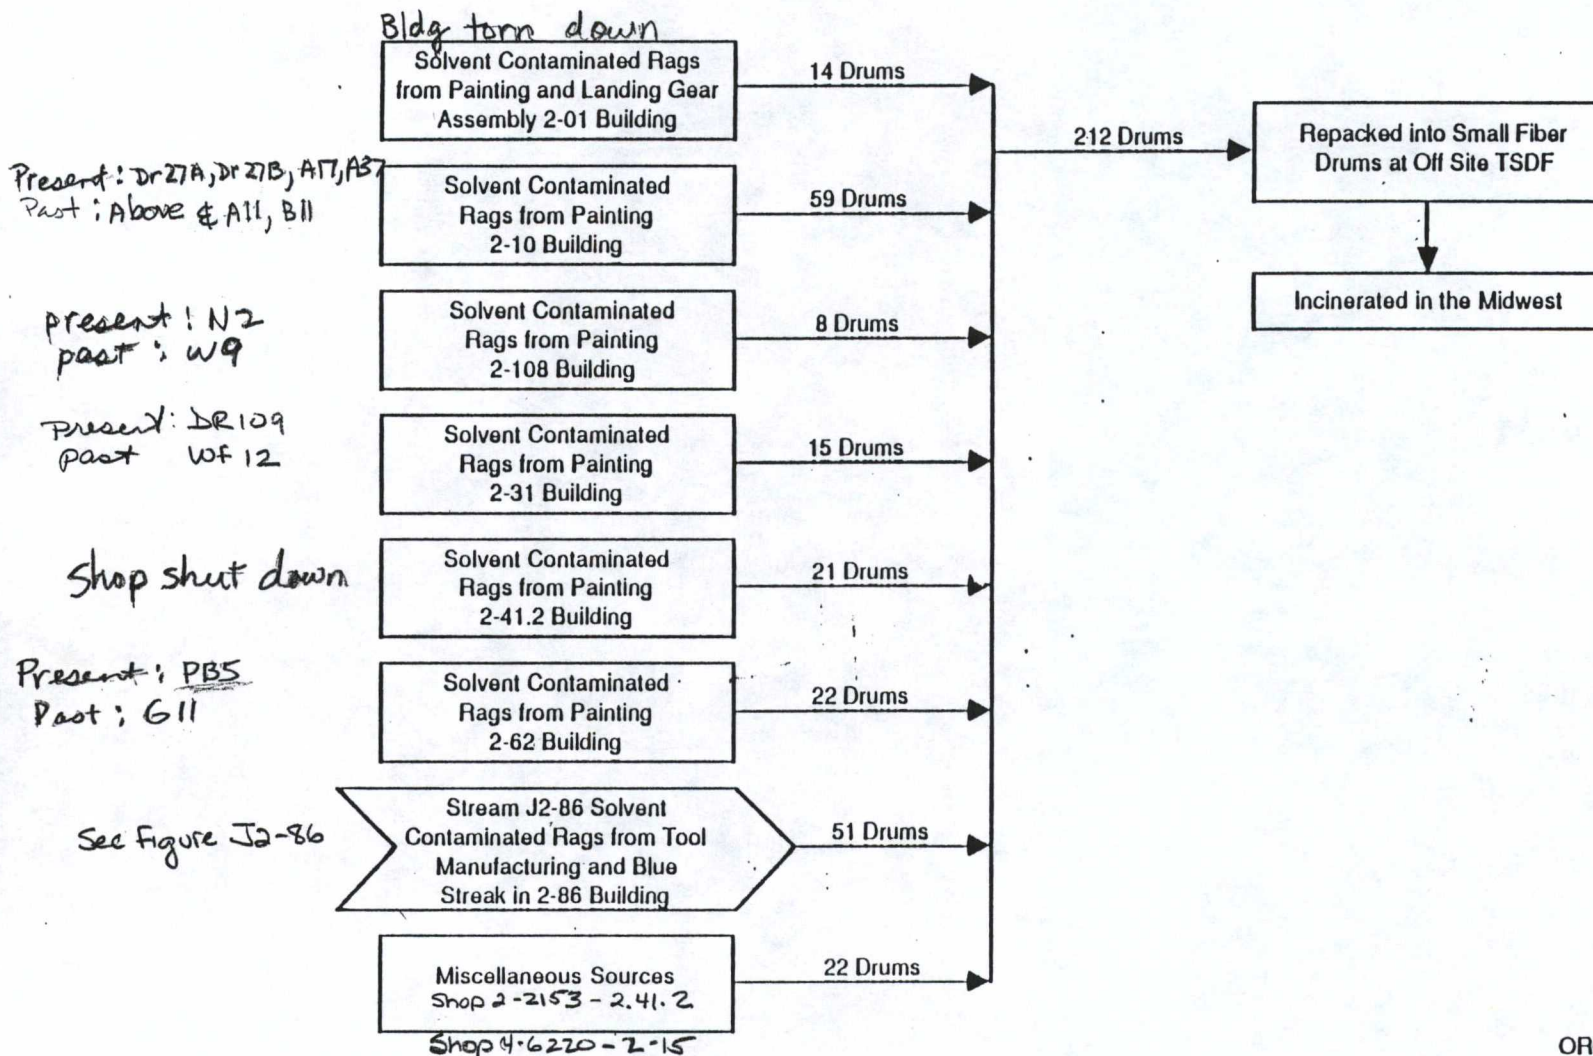 Bldg torn down
Solvent Contaminated Rags
from Painting and Landing Gear
Assembly 2-01 Building
14 Drums
212 Drums
Repacked into Small Fiber
Drums at Off Site TSDF
Incinerated in the Midwest
Present: Dr27A, Dr27B, A17, A37
Past: Above & A11, B11
Solvent Contaminated
Rags from Painting
2-10 Building
59 Drums
present: N2
past: W9
Solvent Contaminated
Rags from Painting
2-108 Building
8 Drums
Present: DR109
past WF 12
Solvent Contaminated
Rags from Painting
2-31 Building
15 Drums
Shop shut down
Solvent Contaminated
Rags from Painting
2-41.2 Building
21 Drums
Present: PB5
Past: G11
Solvent Contaminated
Rags from Painting
2-62 Building
22 Drums
See Figure J2-86
Stream J2-86 Solvent
Contaminated Rags from Tool
Manufacturing and Blue
Streak in 2-86 Building
51 Drums
Miscellaneous Sources
Shop 2-2153 - 2.41.2
22 Drums
Shop 4-6220 - 2-15
OR